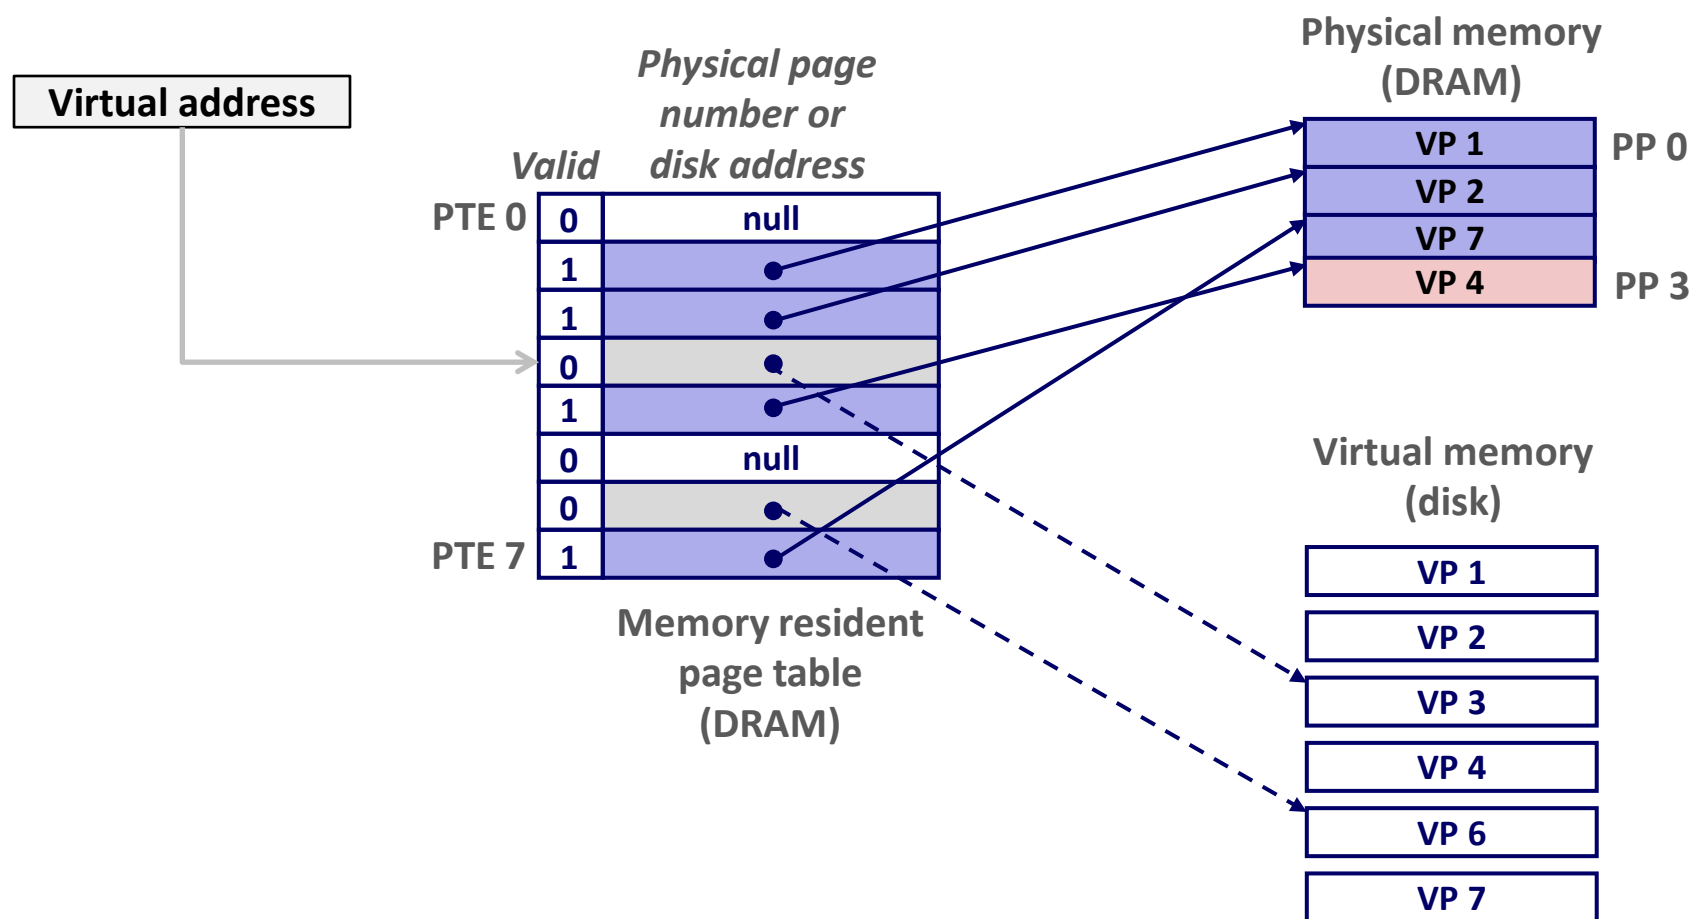 Virtual address
Physical page
number or
disk address
Valid
PTE 0
0
null
1
1
0
1
0
null
0
PTE 7
1
Memory resident
page table
(DRAM)
Physical memory
(DRAM)
VP 1
PP 0
VP 2
VP 7
VP 4
PP 3
Virtual memory
(disk)
VP 1
VP 2
VP 3
VP 4
VP 6
VP 7